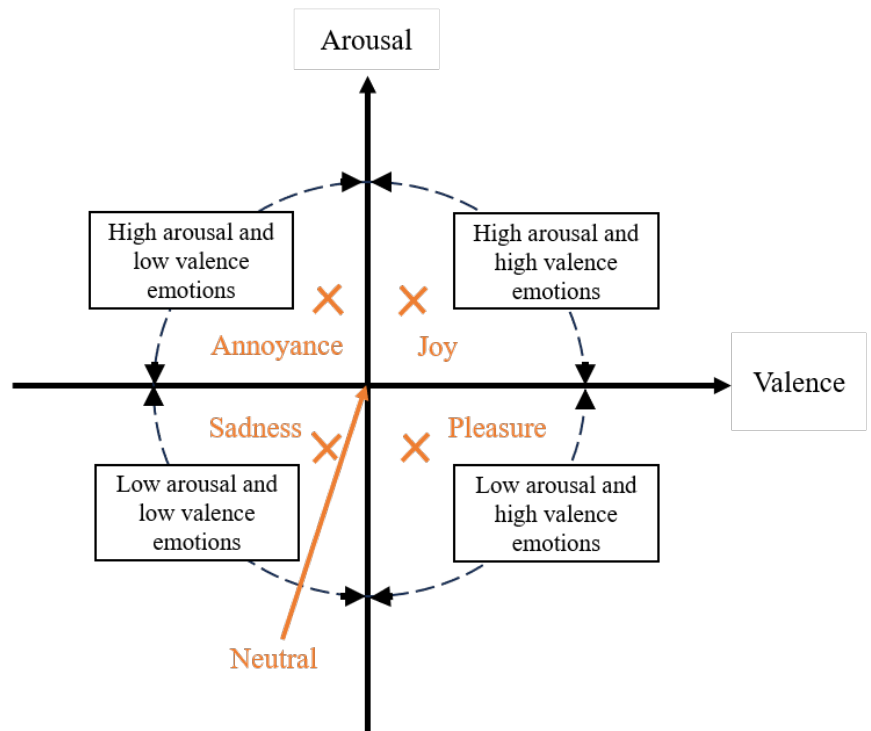 Arousal
High arousal and
low valence
emotions
High arousal and
high valence
emotions
Annoyance
Joy
Valence
Sadness
Pleasure
Low arousal and
low valence
emotions
Low arousal and
high valence
emotions
Neutral